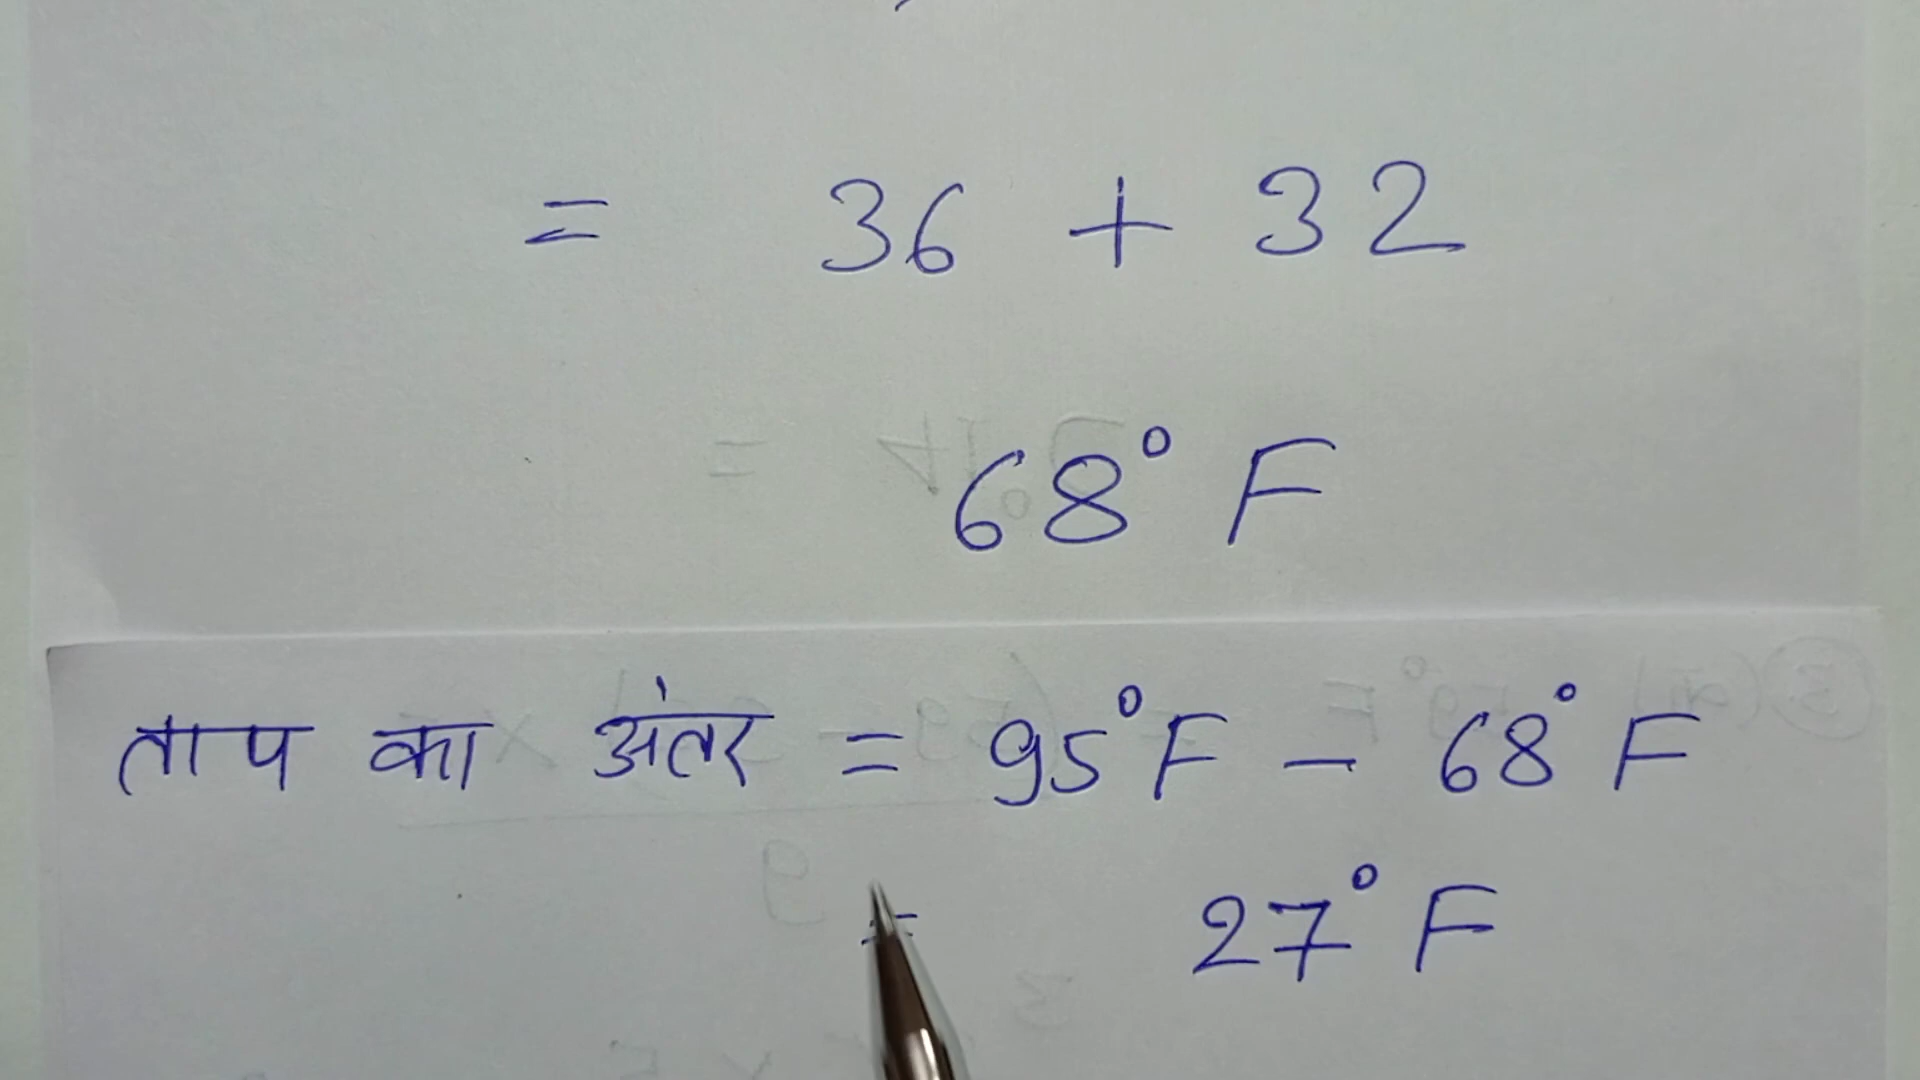 = 36 + 32
68° F
ताप का अंतर = 95°F - 68° F
= 27° F